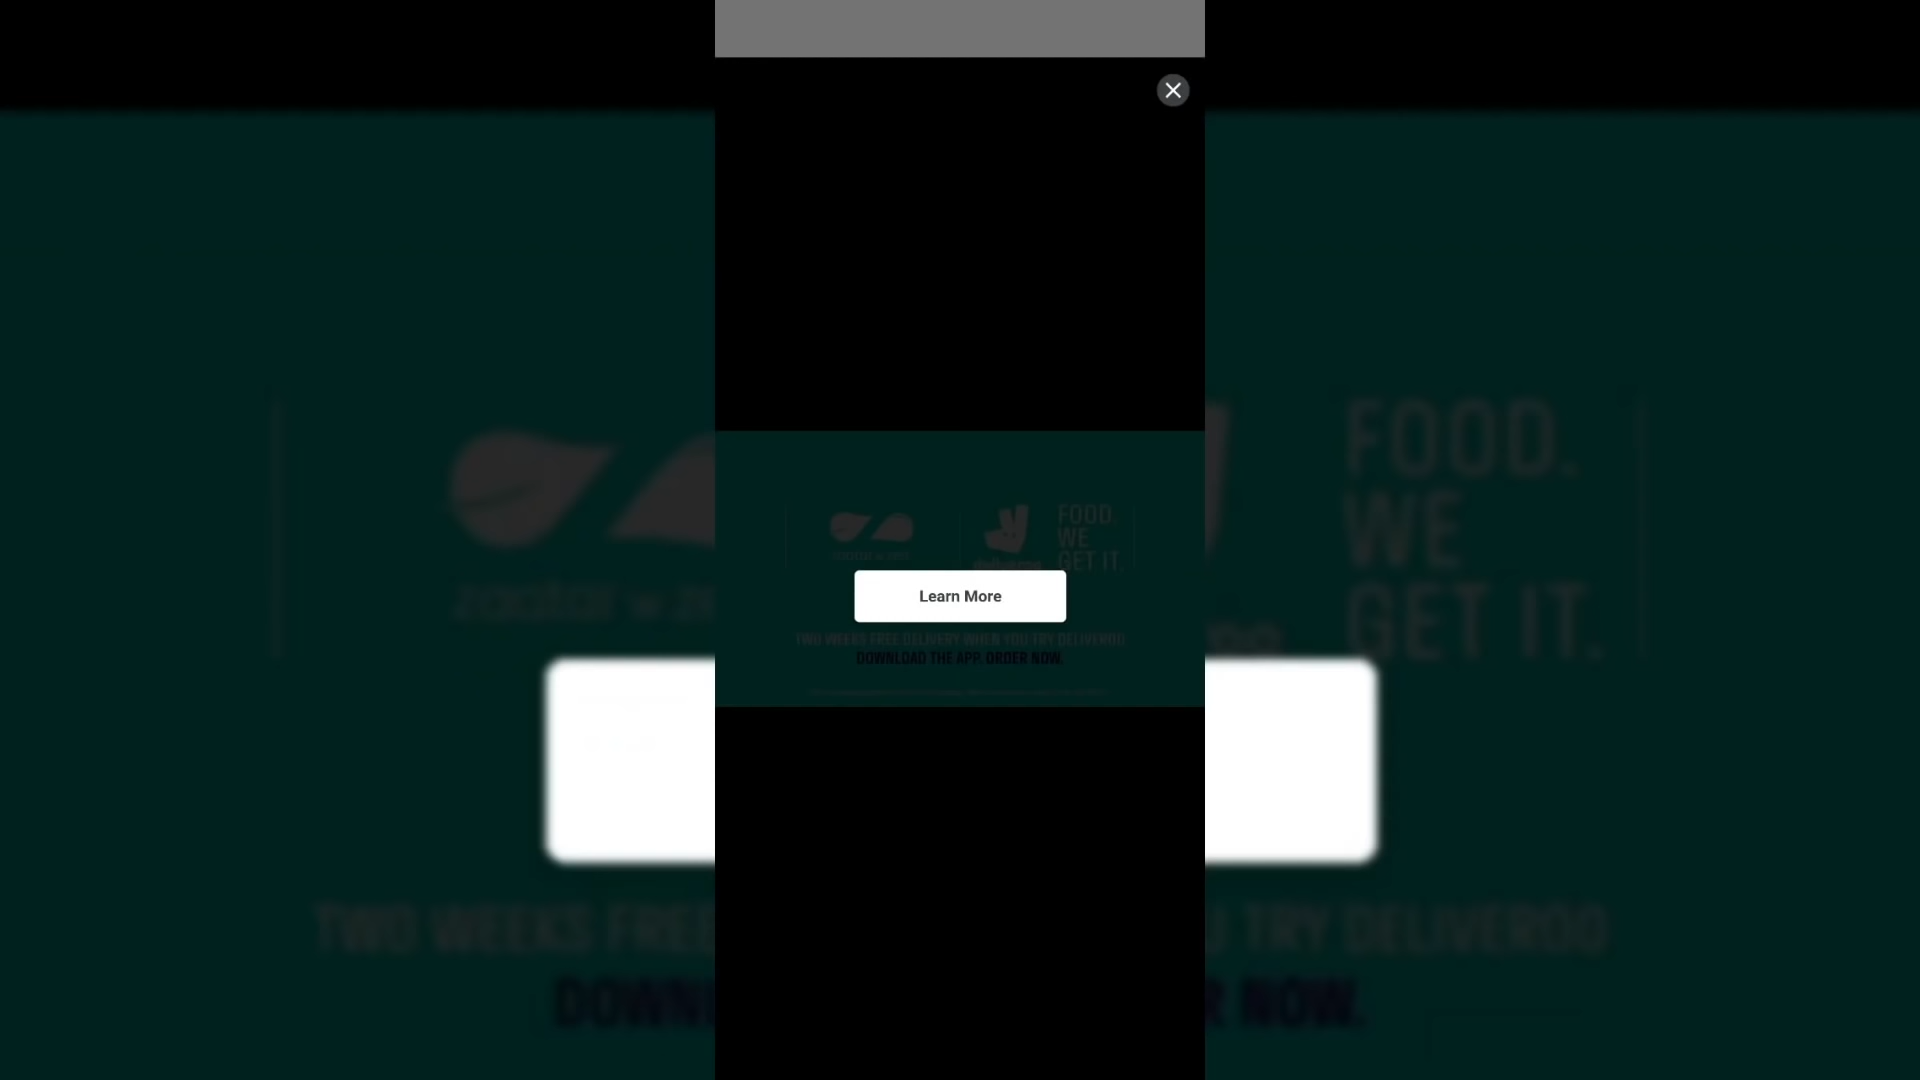 FOOD.
WE
GET IT.
Learn More
TWO WEEKS FREE DELIVERY WHEN YOU TRY DELIVEROO
DOWNLOAD THE APP. ORDER NOW.